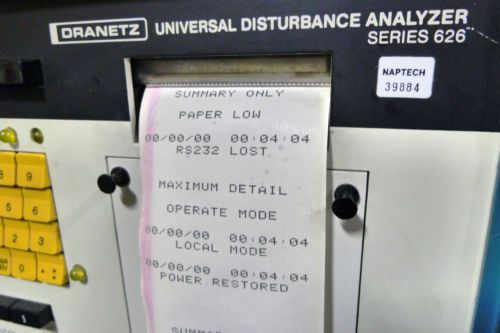 DRANETZ UNIVERSAL DISTURBANCE ANALYZER
SERIES 626
NAPTECH
39884
SUMMARY ONLY
PAPER LOW
00/00/00 00:04:04
RS232 LOST
MAXIMUM DETAIL
OPERATE MODE
00/00/00 00:04:04
LOCAL MODE
00/00/00 00:04:04
POWER RESTORED
9
6
3